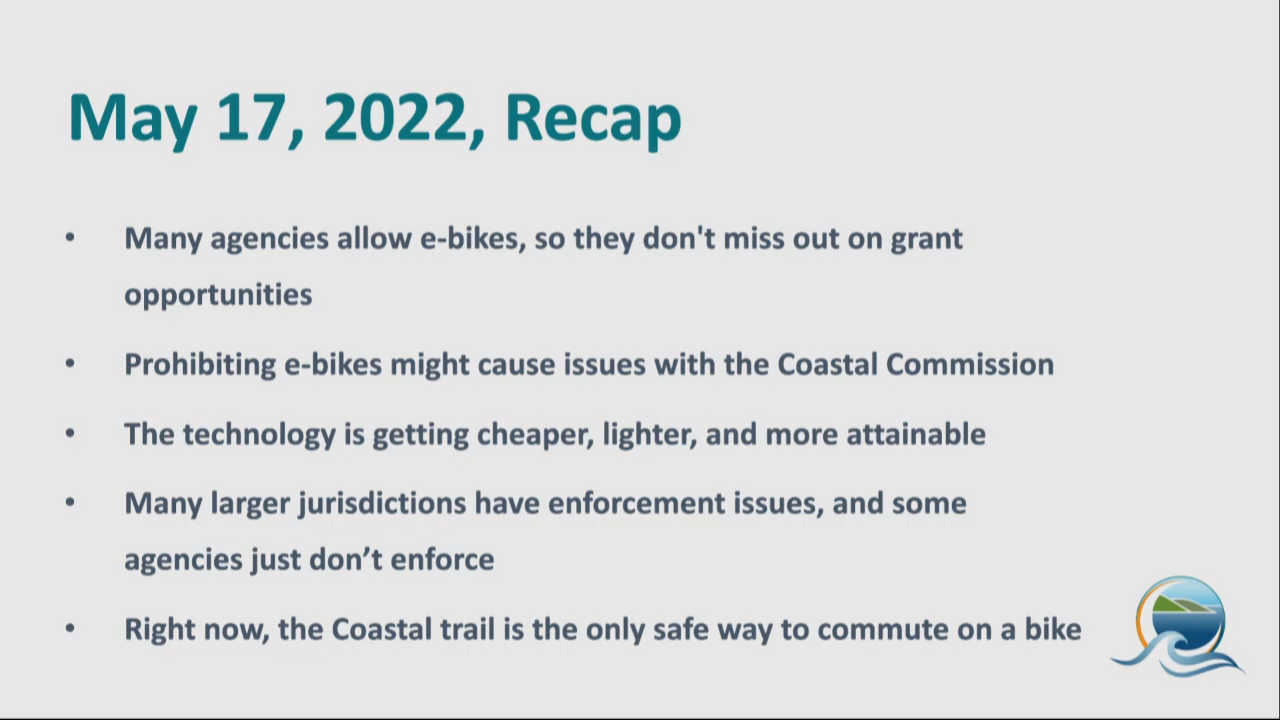 May 17, 2022, Recap
• Many agencies allow e-bikes, so they don't miss out on grant
opportunities
• Prohibiting e-bikes might cause issues with the Coastal Commission
• The technology is getting cheaper, lighter, and more attainable
• Many larger jurisdictions have enforcement issues, and some
agencies just don’t enforce
• Right now, the Coastal trail is the only safe way to commute on a bike